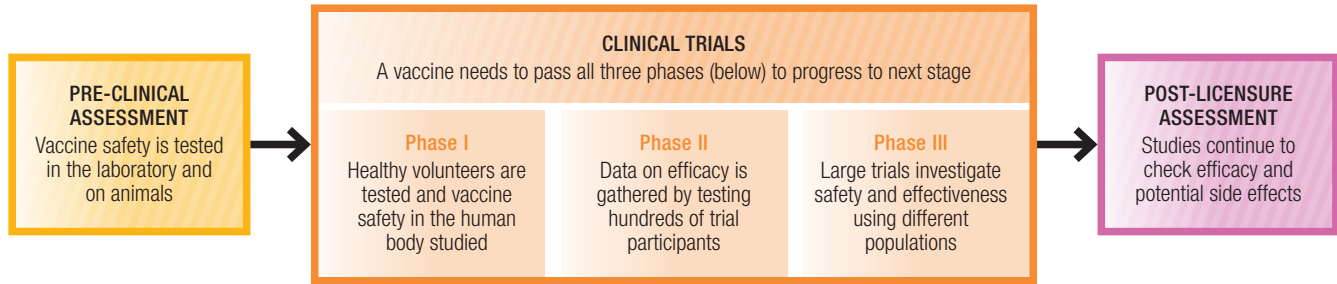 PRE-CLINICAL
ASSESSMENT
Vaccine safety is tested
in the laboratory and
on animals
CLINICAL TRIALS
A vaccine needs to pass all three phases (below) to progress to next stage
Phase I
Healthy volunteers are
tested and vaccine
safety in the human
body studied
Phase II
Data on efficacy is
gathered by testing
hundreds of trial
participants
Phase III
Large trials investigate
safety and effectiveness
using different
populations
POST-LICENSURE
ASSESSMENT
Studies continue to
check efficacy and
potential side effects